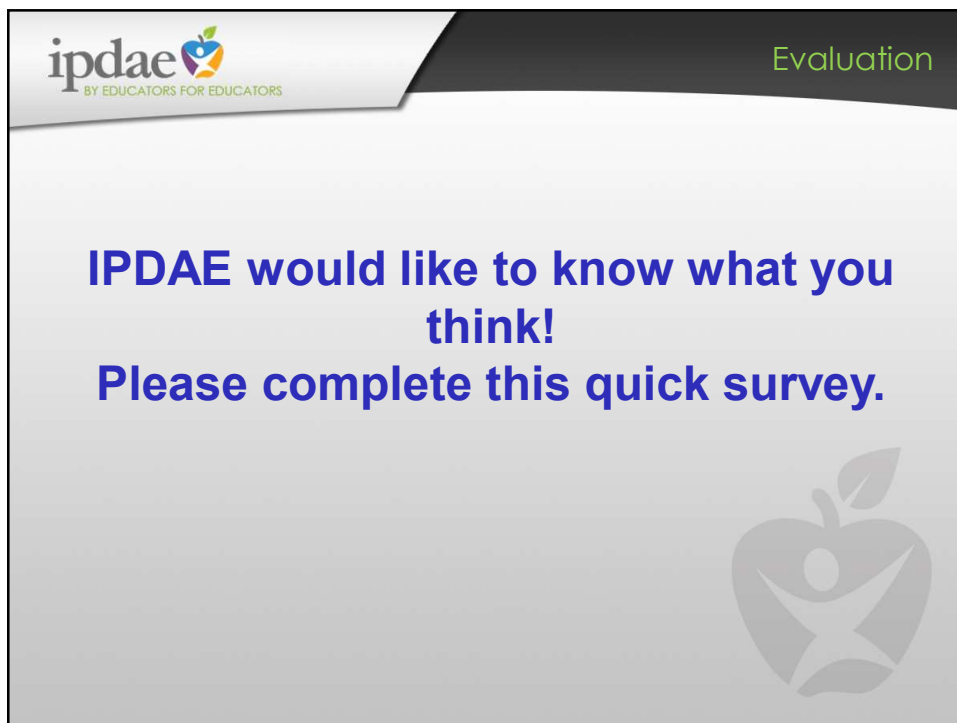 ipdae
BY EDUCATORS FOR EDUCATORS
Evaluation
IPDAE would like to know what you
think!
Please complete this quick survey.